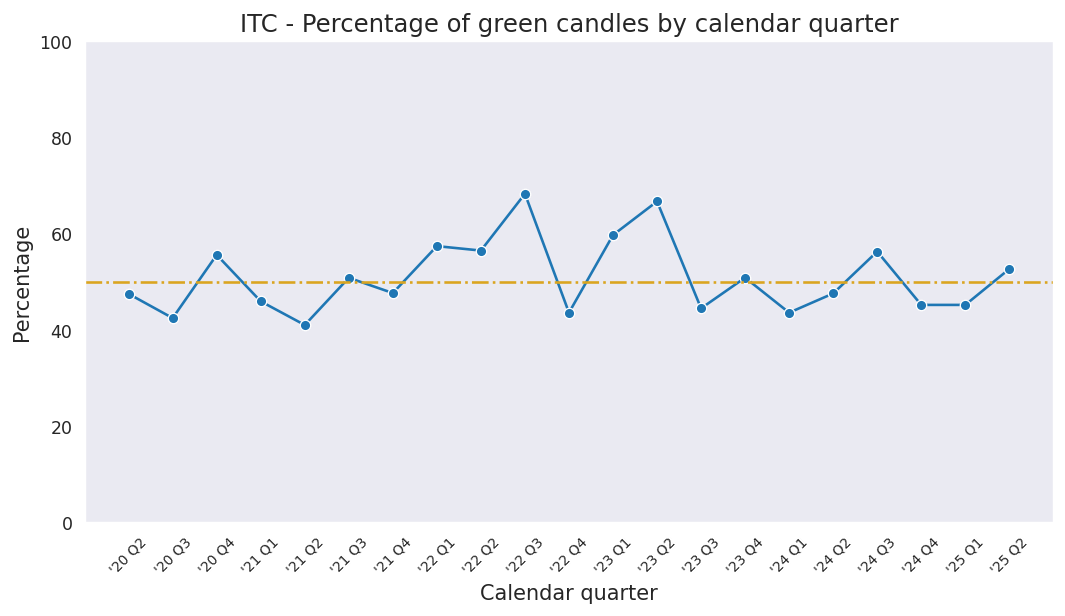 ITC - Percentage of green candles by calendar quarter
100
80
60
40
20
0
Percentage
'20 Q2
'20 Q3
'20 Q4
'21 Q1
'21 Q2
'21 Q3
'21 Q4
'22 Q1
'22 Q2
'22 Q3
'22 Q4
'23 Q1
'23 Q2
'23 Q3
'23 Q4
'24 Q1
'24 Q2
'24 Q3
'24 Q4
'25 Q1
'25 Q2
Calendar quarter